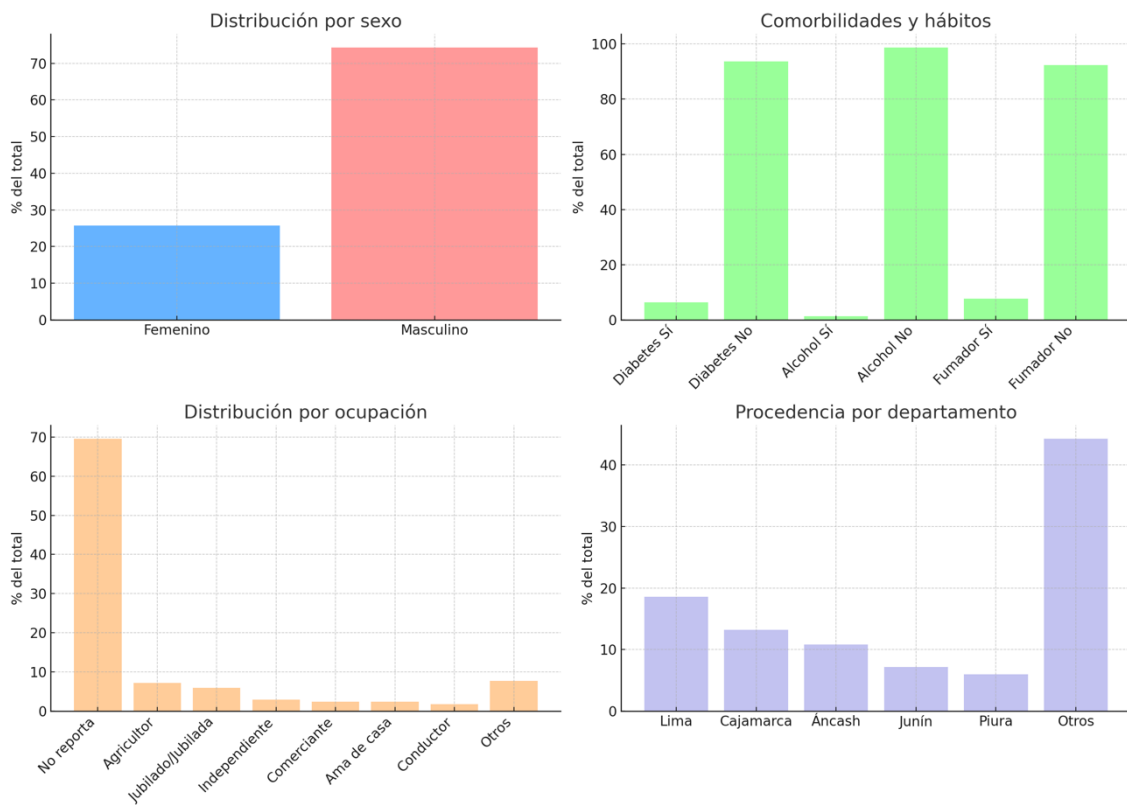 Distribución por sexo
% del total
70
60
50
40
30
20
10
0
Femenino
Masculino
Comorbilidades y hábitos
% del total
100
80
60
40
20
0
Diabetes Sí
Diabetes No
Alcohol Sí
Alcohol No
Fumador Sí
Fumador No
Distribución por ocupación
% del total
70
60
50
40
30
20
10
0
No reporta
Agricultor
Jubilado/Jubilada
Independiente
Comerciante
Ama de casa
Conductor
Otros
Procedencia por departamento
% del total
40
30
20
10
0
Lima
Cajamarca
Áncash
Junín
Piura
Otros